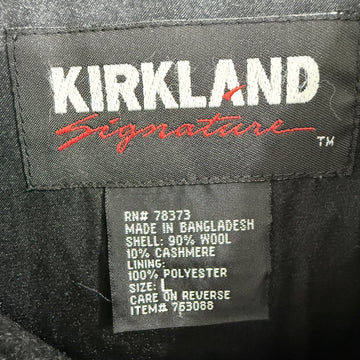 KIRKLAND
Signature TM
RN# 78373
MADE IN BANGLADESH
SHELL: 90% WOOL
10% CASHMERE
LINING:
100% POLYESTER
SIZE: L
CARE ON REVERSE
ITEM# 763088